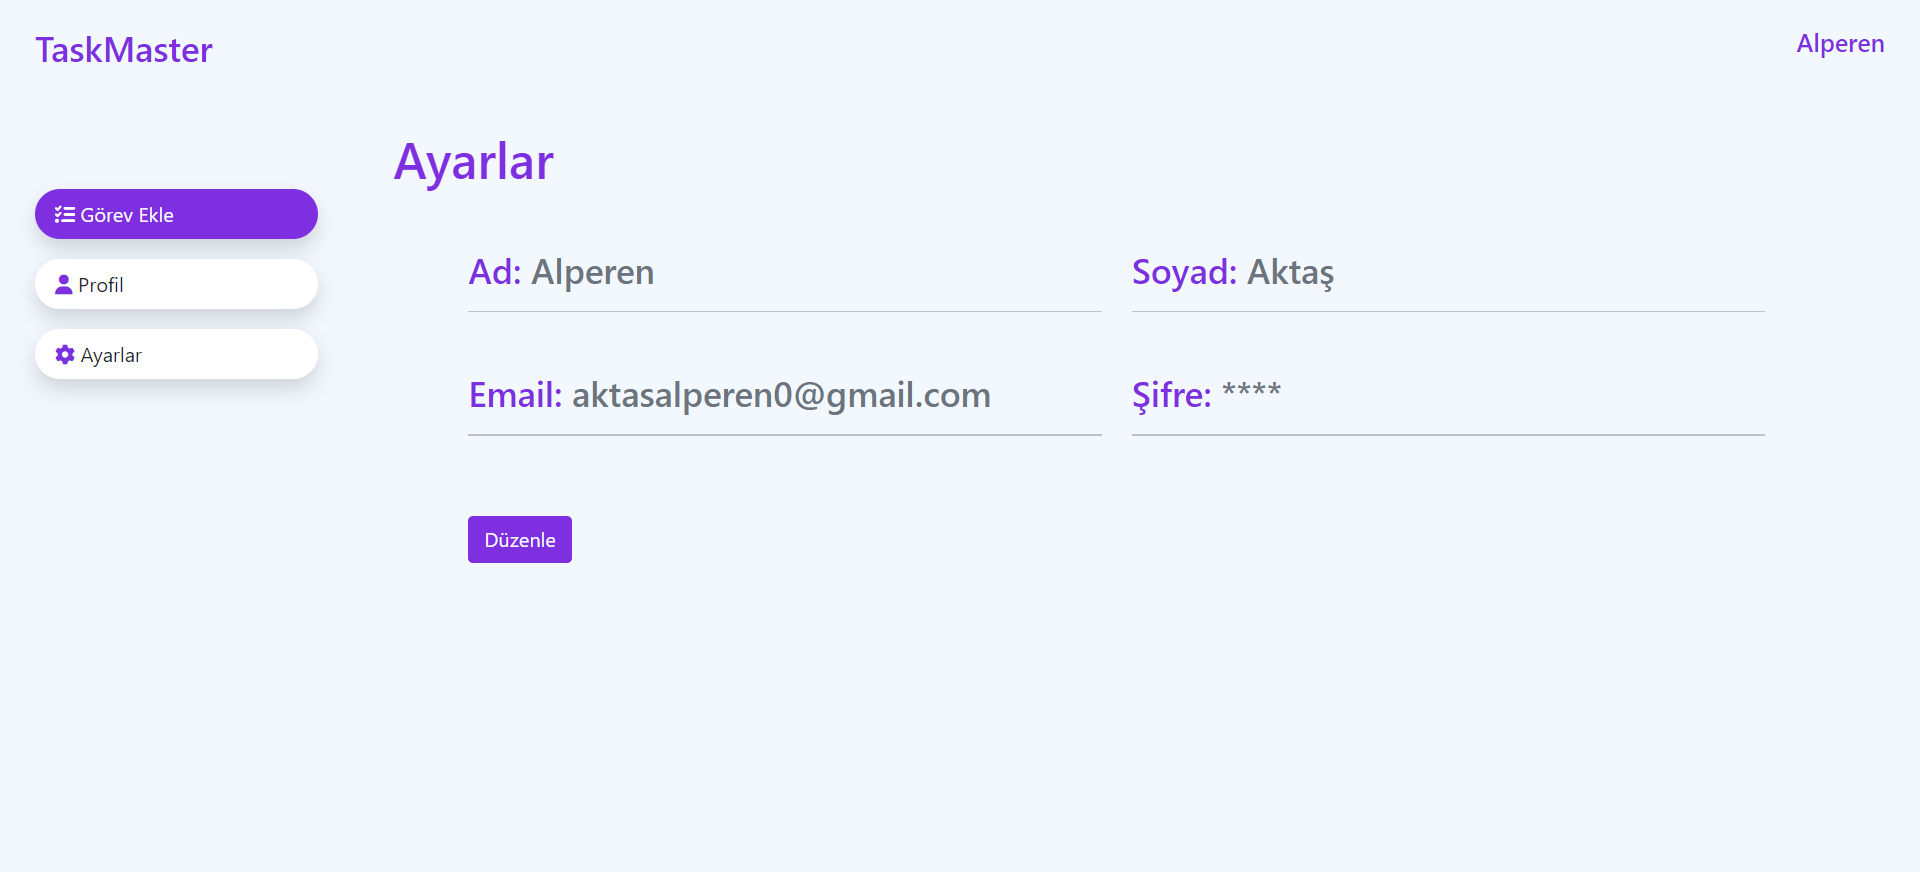 TaskMaster
Alperen
Görev Ekle
Profil
Ayarlar
Ayarlar
Ad: Alperen
Soyad: Aktaş
Email: aktasalperen0@gmail.com
Şifre: ****
Düzenle